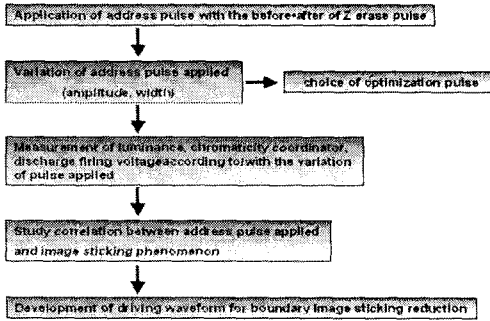 Application of address pulse with the before•after of Z erase pulse
Variation of address pulse applied
(amplitude, width)
choice of optimization pulse
Measurement of luminance, chromaticity coordinator,
discharge firing voltageaccording to/with the variation
of pulse applied
Study correlation between address pulse applied
and image sticking phenomenon
Development of driving waveform for boundary image sticking reduction